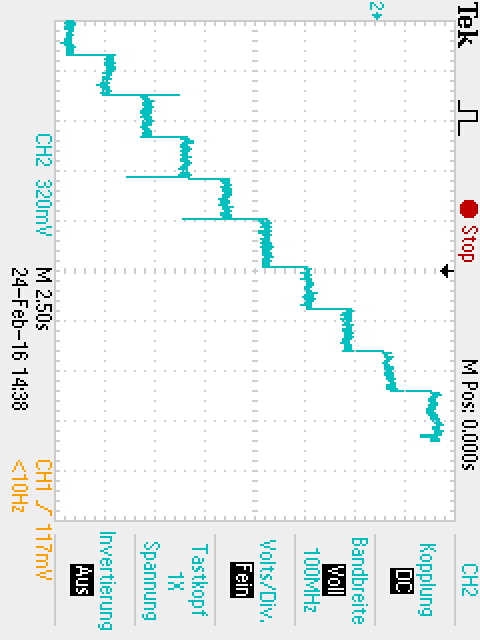 Tek Stop M Pos: 0.000s
CH2
Kopplung
DC
Bandbreite
Voll
100MHz
Volts/Div.
Fein
Tastkopf
1X
Spannung
Invertierung
Aus
2
CH2 320mV M 2.50s CH1 / 117mV
24-Feb-16 14:38 <10Hz